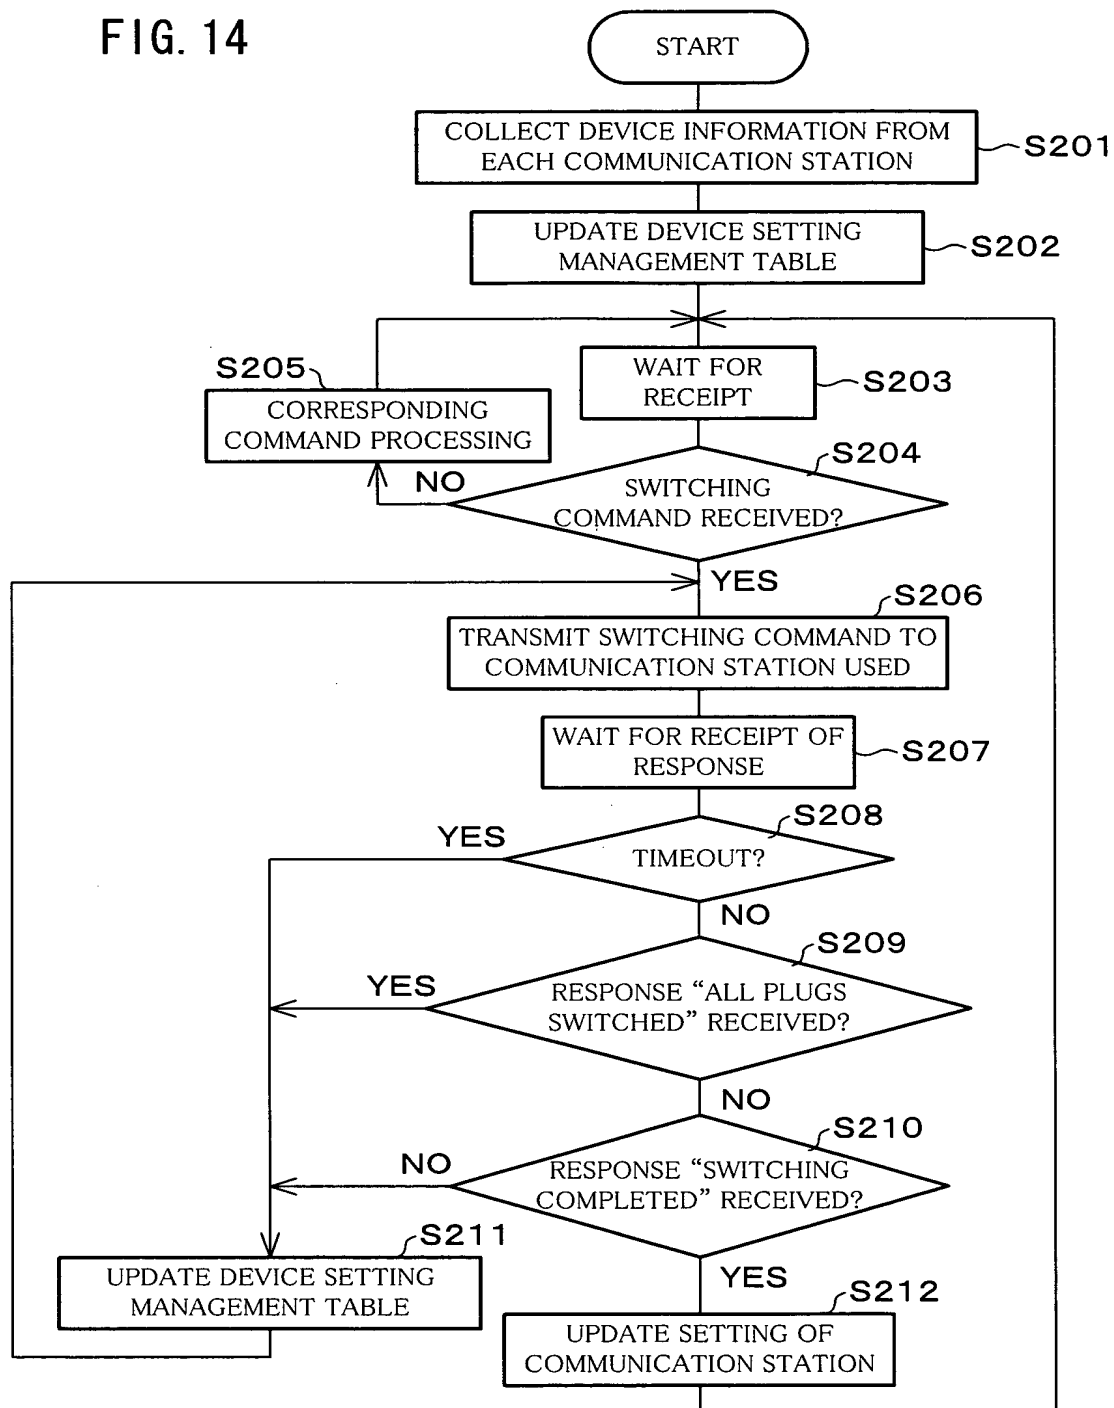 FIG. 14
START
COLLECT DEVICE INFORMATION FROM
EACH COMMUNICATION STATION
S201
UPDATE DEVICE SETTING
MANAGEMENT TABLE
S202
WAIT FOR
RECEIPT
S203
S205
CORRESPONDING
COMMAND PROCESSING
S204
NO
SWITCHING
COMMAND RECEIVED?
YES
S206
TRANSMIT SWITCHING COMMAND TO
COMMUNICATION STATION USED
WAIT FOR RECEIPT OF
RESPONSE
S207
S208
YES
TIMEOUT?
NO
S209
YES
RESPONSE “ALL PLUGS
SWITCHED” RECEIVED?
NO
S210
NO
RESPONSE “SWITCHING
COMPLETED” RECEIVED?
S211
UPDATE DEVICE SETTING
MANAGEMENT TABLE
YES
S212
UPDATE SETTING OF
COMMUNICATION STATION